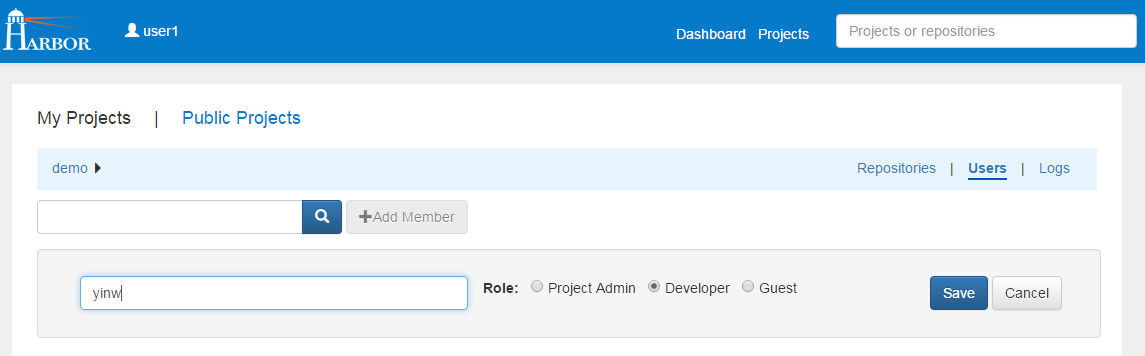 HARBOR
user1
Dashboard Projects
Projects or repositories
My Projects | Public Projects
demo
Repositories | Users | Logs
Add Member
yinw
Role: Project Admin Developer Guest
Save Cancel